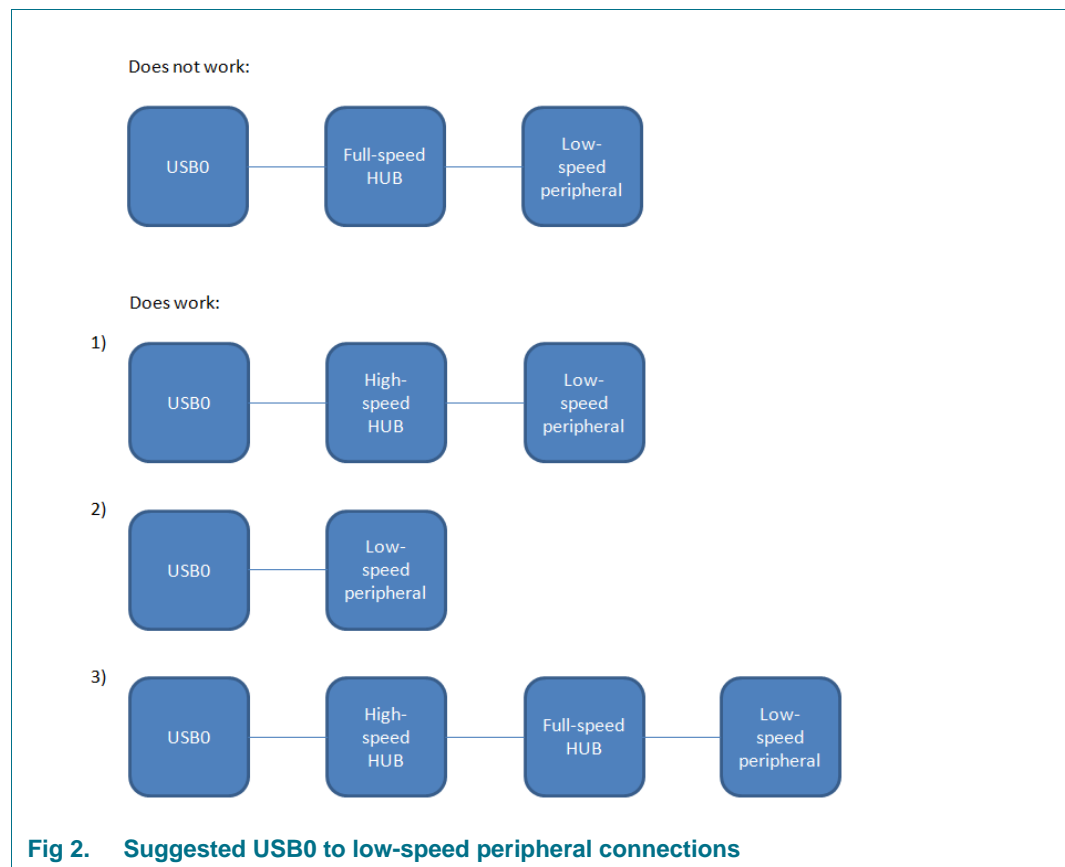 Does not work:
USB0
Full-speed
HUB
Low-
speed
peripheral
Does work:
1)
USB0
High-
speed
HUB
Low-
speed
peripheral
2)
USB0
Low-
speed
peripheral
3)
USB0
High-
speed
HUB
Full-speed
HUB
Low-
speed
peripheral
Fig 2. Suggested USB0 to low-speed peripheral connections